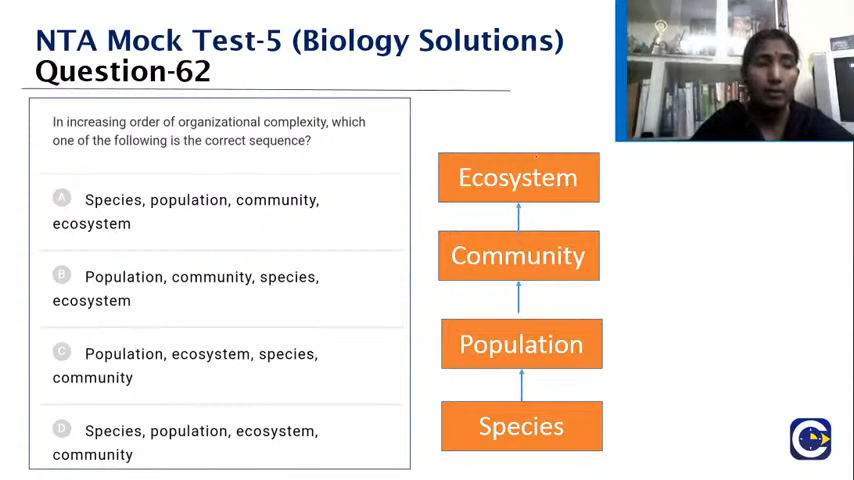 NTA Mock Test-5 (Biology Solutions)
Question-62
In increasing order of organizational complexity, which
one of the following is the correct sequence?
A Species, population, community,
ecosystem
B Population, community, species,
ecosystem
C Population, ecosystem, species,
community
D Species, population, ecosystem,
community
Ecosystem
Community
Population
Species